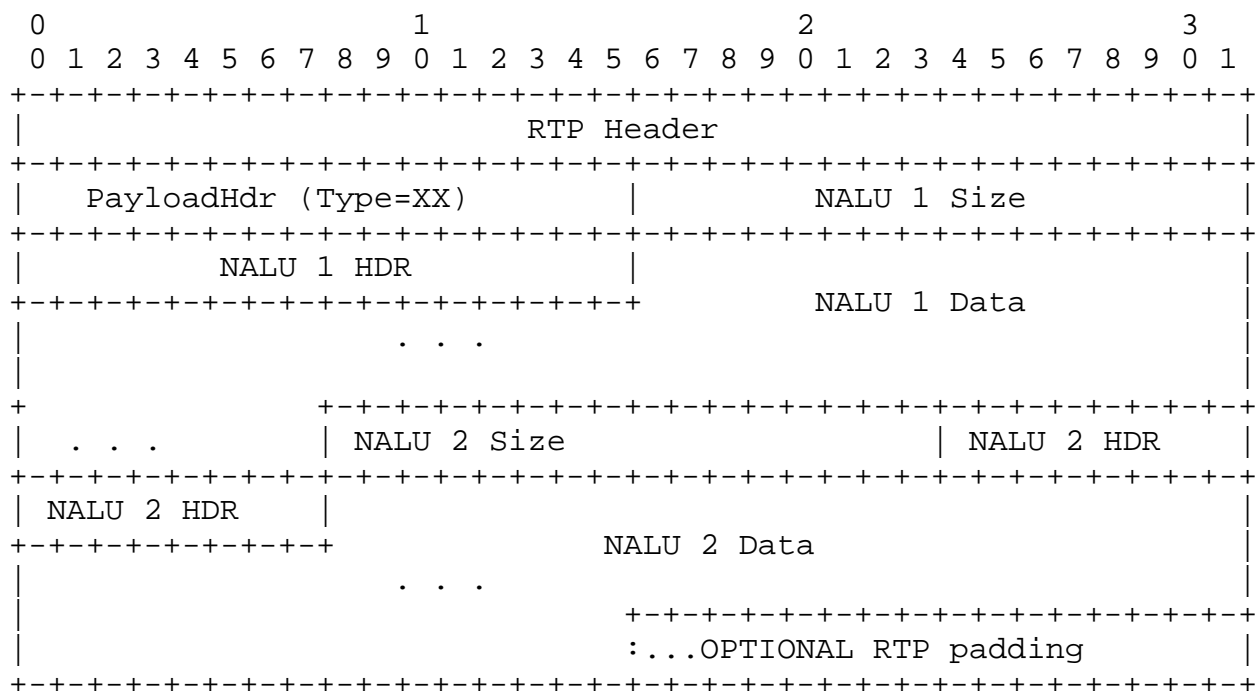 0                   1                   2                   3
 0 1 2 3 4 5 6 7 8 9 0 1 2 3 4 5 6 7 8 9 0 1 2 3 4 5 6 7 8 9 0 1
+-+-+-+-+-+-+-+-+-+-+-+-+-+-+-+-+-+-+-+-+-+-+-+-+-+-+-+-+-+-+-+-+
|                          RTP Header                           |
+-+-+-+-+-+-+-+-+-+-+-+-+-+-+-+-+-+-+-+-+-+-+-+-+-+-+-+-+-+-+-+-+
|   PayloadHdr (Type=XX)        |         NALU 1 Size           |
+-+-+-+-+-+-+-+-+-+-+-+-+-+-+-+-+-+-+-+-+-+-+-+-+-+-+-+-+-+-+-+-+
|          NALU 1 HDR           |                               |
+-+-+-+-+-+-+-+-+-+-+-+-+-+-+-+-+         NALU 1 Data           |
|                   . . .                                       |
|                                                               |
+               +-+-+-+-+-+-+-+-+-+-+-+-+-+-+-+-+-+-+-+-+-+-+-+-+
|  . . .        | NALU 2 Size                   | NALU 2 HDR    |
+-+-+-+-+-+-+-+-+-+-+-+-+-+-+-+-+-+-+-+-+-+-+-+-+-+-+-+-+-+-+-+-+
| NALU 2 HDR    |                                               |
+-+-+-+-+-+-+-+-+              NALU 2 Data                      |
|                   . . .                                       |
|                               +-+-+-+-+-+-+-+-+-+-+-+-+-+-+-+-+
|                               :...OPTIONAL RTP padding        |
+-+-+-+-+-+-+-+-+-+-+-+-+-+-+-+-+-+-+-+-+-+-+-+-+-+-+-+-+-+-+-+-+